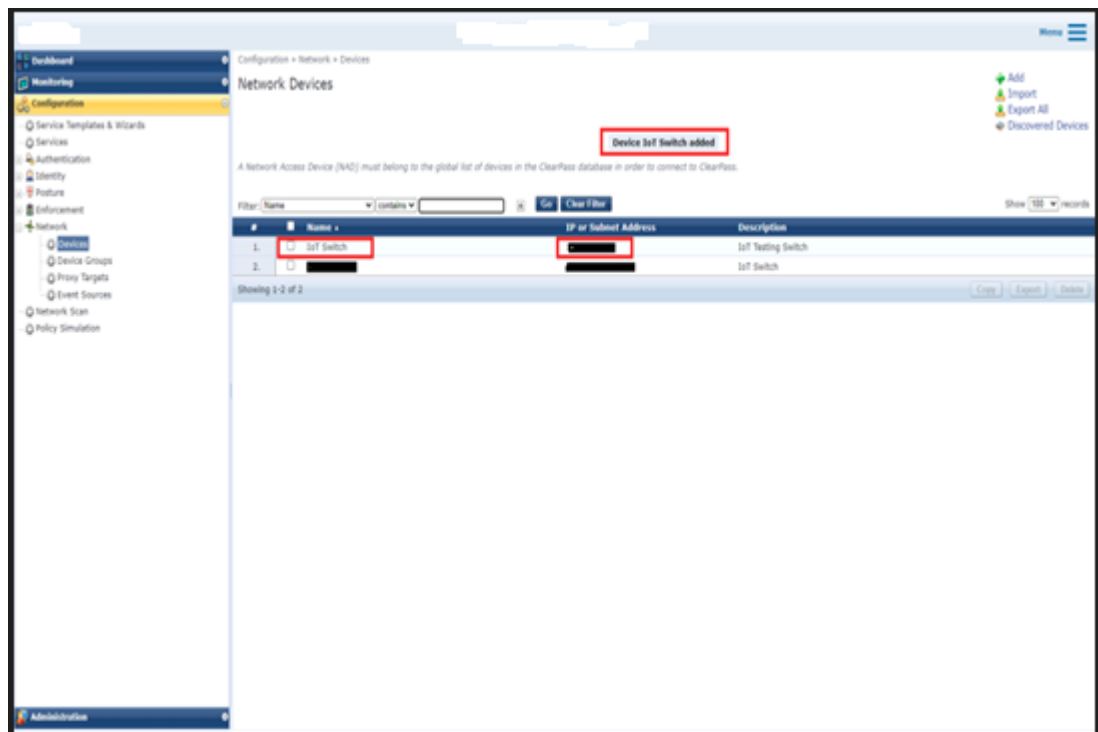 Menu
Dashboard
Monitoring
Configuration
Service Templates & Wizards
Services
Authentication
Identity
Posture
Enforcement
Network
Devices
Device Groups
Proxy Targets
Event Sources
Network Scan
Policy Simulation
Administration
Configuration » Network » Devices
Network Devices
Add
Import
Export All
Discovered Devices
Device IoT Switch added
A Network Access Device (NAD) must belong to the global list of devices in the ClearPass database in order to connect to ClearPass.
Filter: Name contains Go Clear Filter Show 100 records
# Name IP or Subnet Address Description
1. IoT Switch IoT Testing Switch
2. IoT Switch
Showing 1-2 of 2 Copy Export Delete